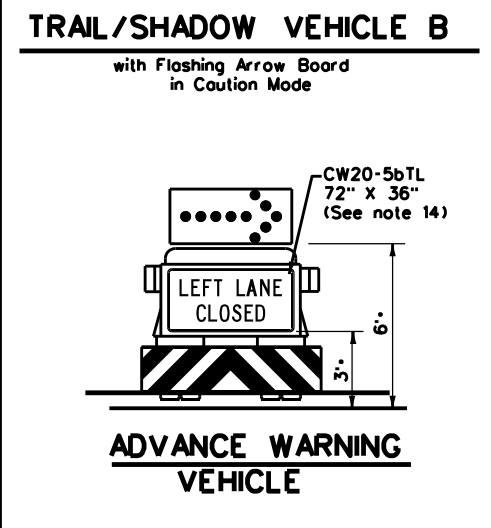 TRAIL/SHADOW VEHICLE B
with Flashing Arrow Board
in Caution Mode
CW20-5bTL
72" X 36"
(See note 14)
LEFT LANE
CLOSED
6'
3'
ADVANCE WARNING
VEHICLE